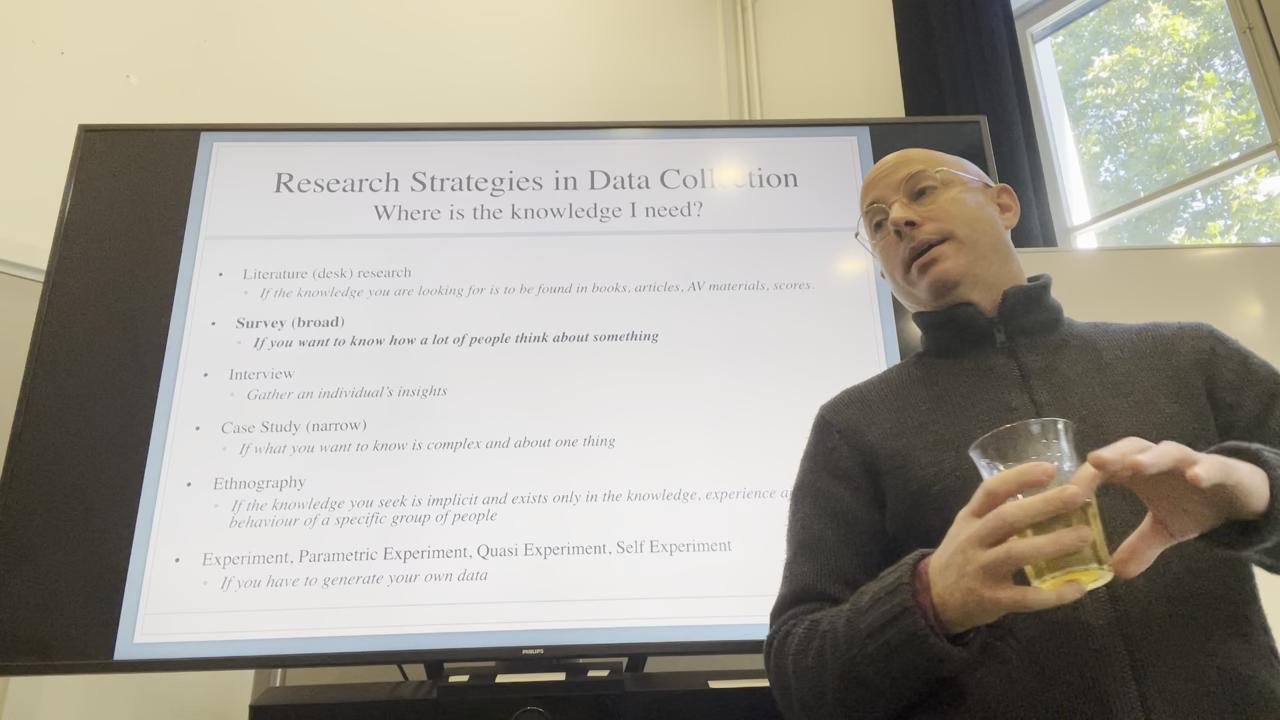 Research Strategies in Data Collection
Where is the knowledge I need?
• Literature (desk) research
◦ If the knowledge you are looking for is to be found in books, articles, AV materials, scores.
• Survey (broad)
◦ If you want to know how a lot of people think about something
• Interview
◦ Gather an individual's insights
• Case Study (narrow)
◦ If what you want to know is complex and about one thing
• Ethnography
◦ If the knowledge you seek is implicit and exists only in the knowledge, experience
behaviour of a specific group of people
• Experiment, Parametric Experiment, Quasi Experiment, Self Experiment
◦ If you have to generate your own data
PHILIPS